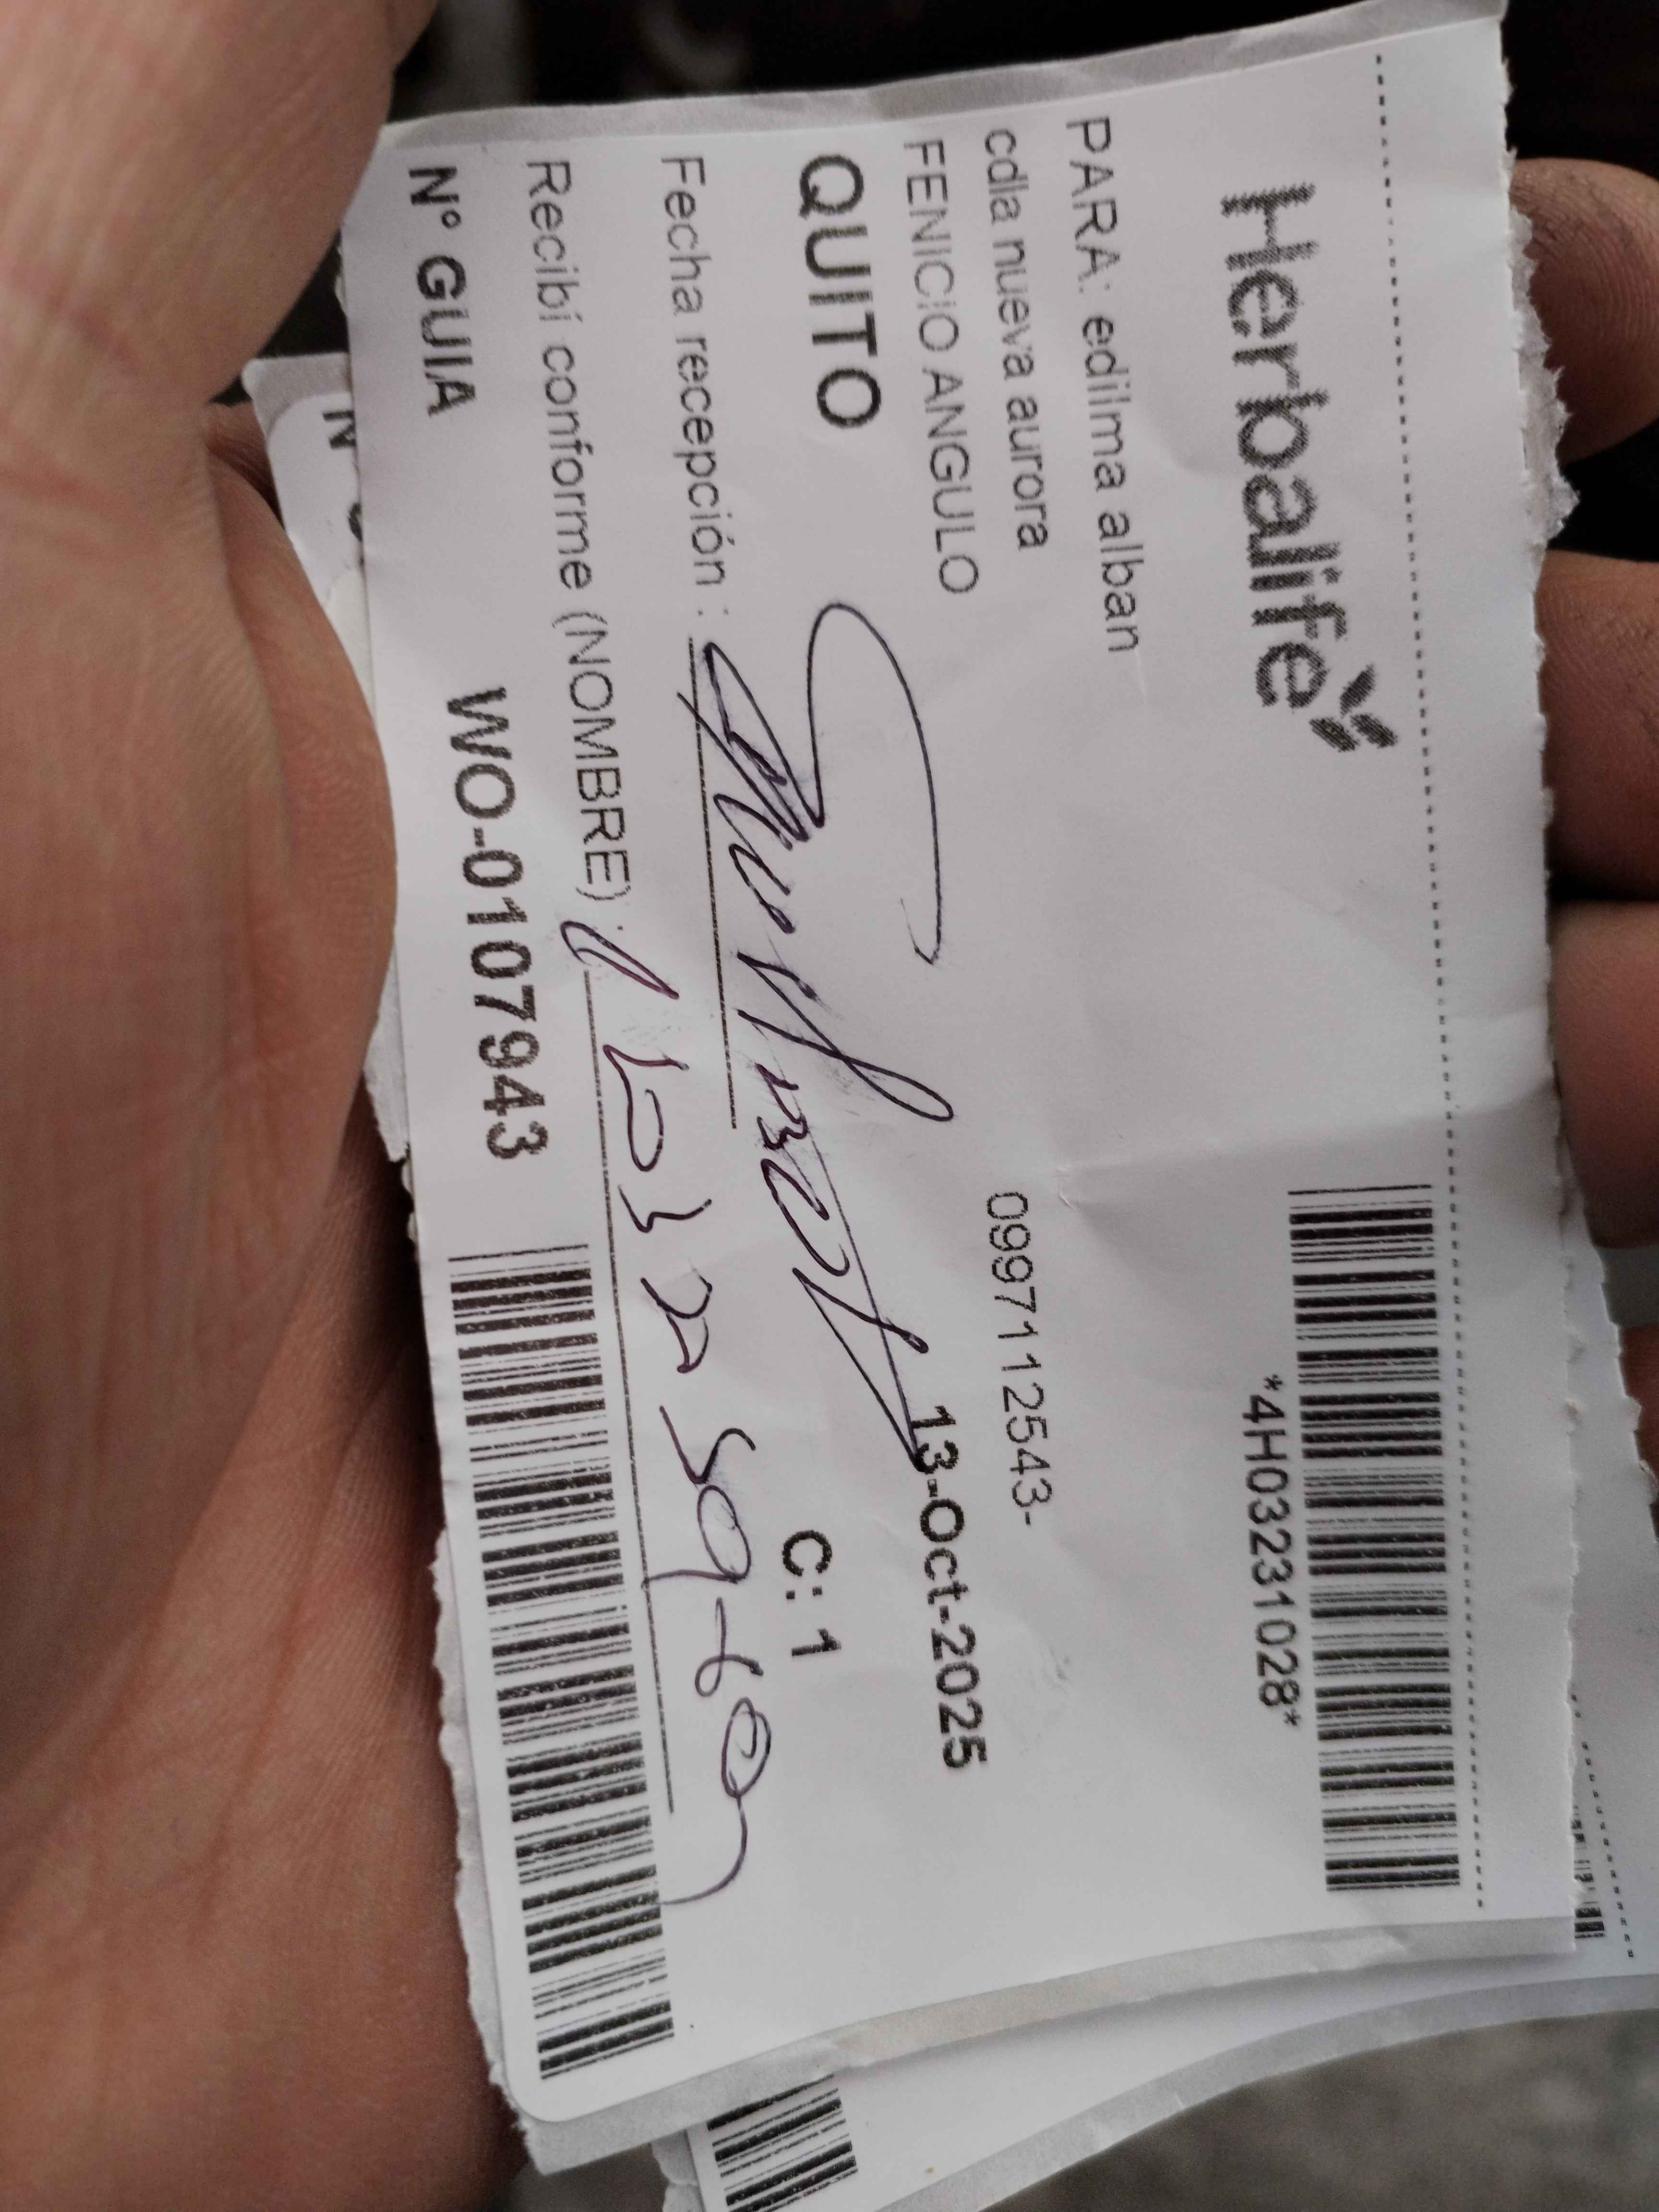 Herbalife
*4H03231028*
PARA: edilma alban
cdla nueva aurora
0997112543-
FENICIO ANGULO
13-Oct-2025
QUITO
C: 1
Fecha recepción :
Recibí conforme (NOMBRE) :
N° GUIA
WO-0107943